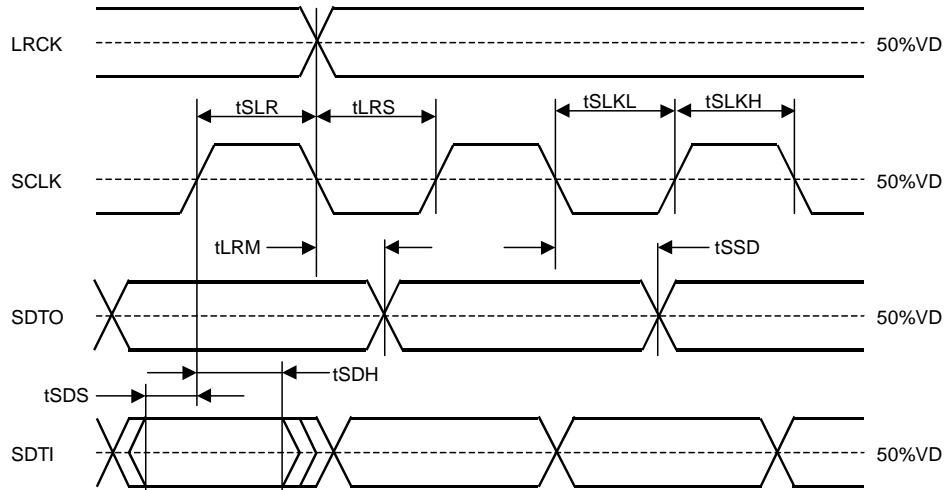 LRCK 50%VD
tSLR tLRS tSLKL tSLKH
SCLK 50%VD
tLRM tSSD
SDTO 50%VD
tSDH
tSDS
SDTI 50%VD